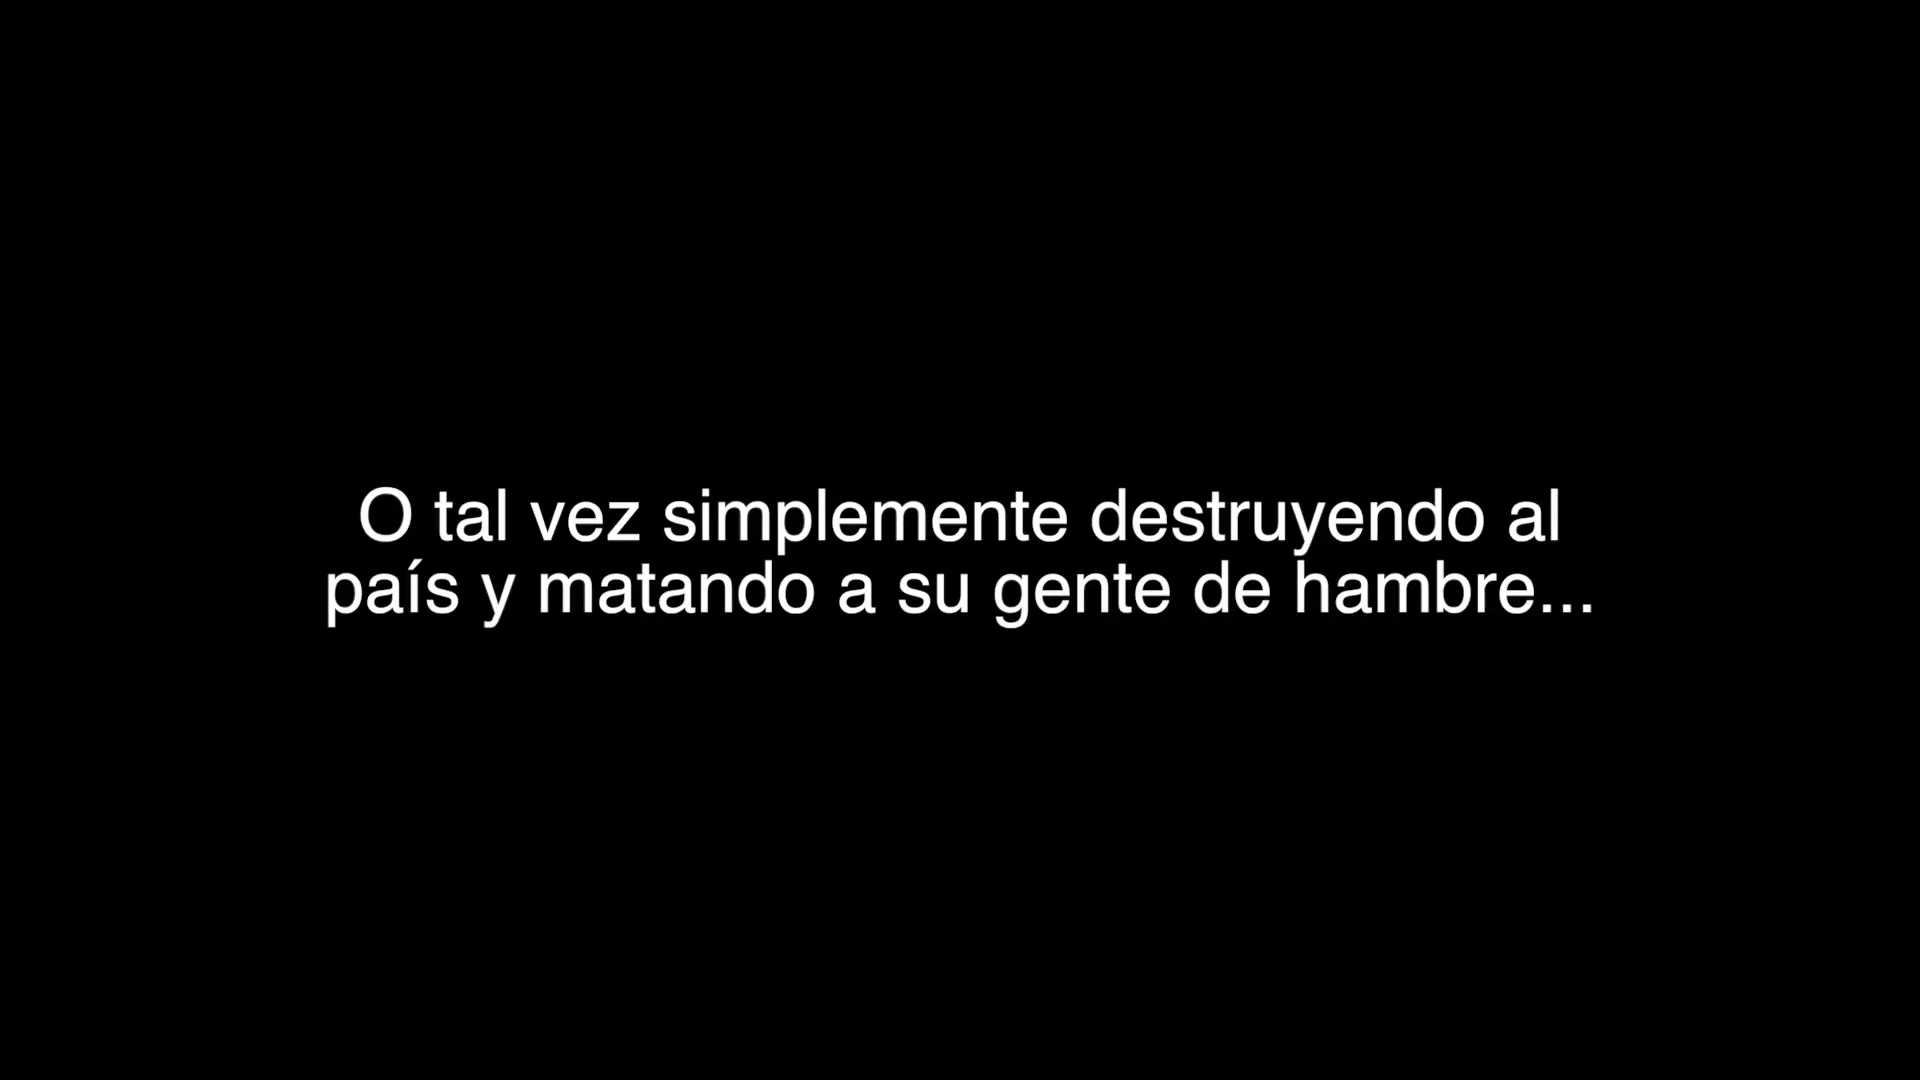 O tal vez simplemente destruyendo al
país y matando a su gente de hambre...